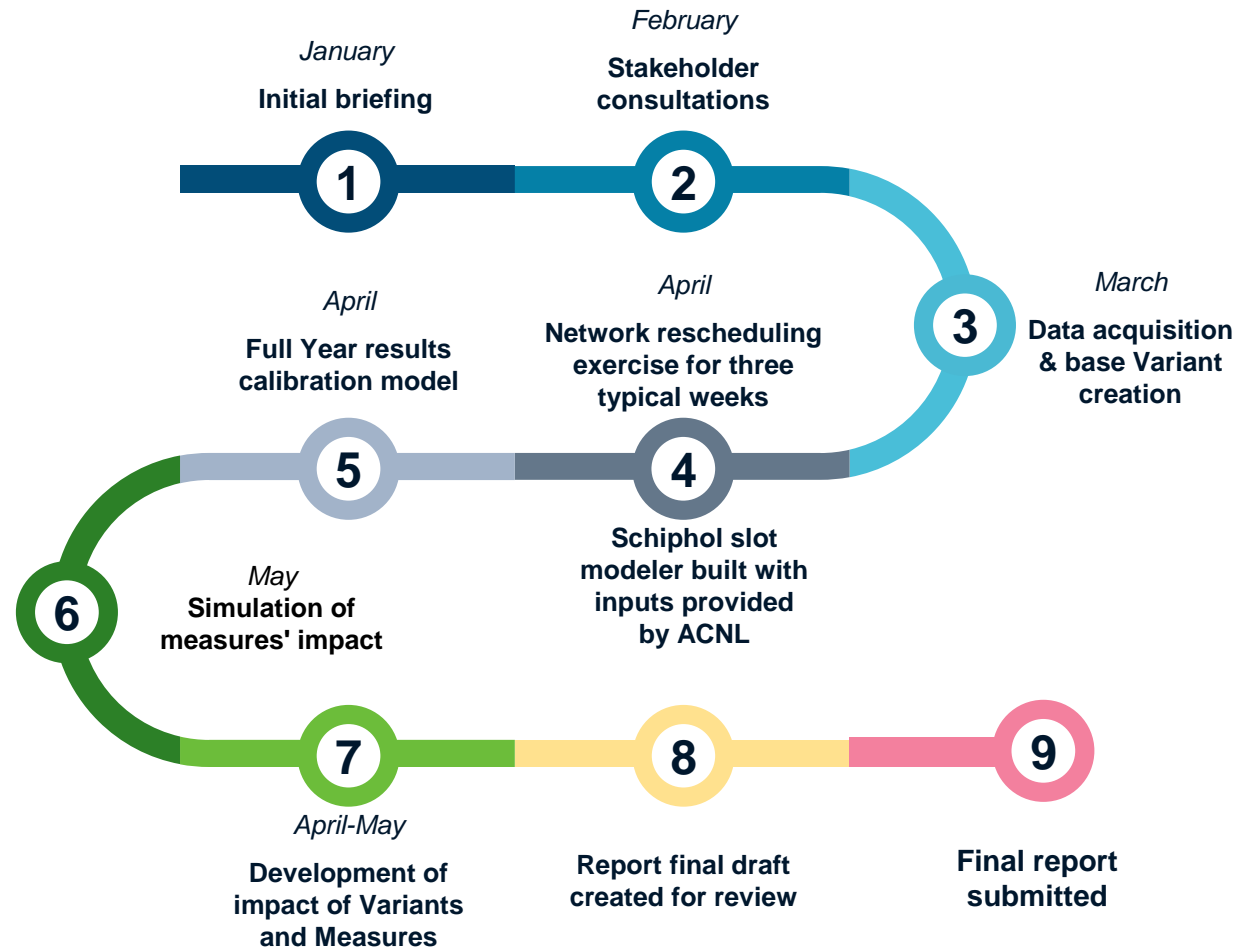 January
Initial briefing
1
February
Stakeholder
consultations
2
March
Data acquisition
& base Variant
creation
3
April
Network rescheduling
exercise for three
typical weeks
4
Schiphol slot
modeler built with
inputs provided
by ACNL
April
Full Year results
calibration model
5
6
May
Simulation of
measures' impact
7
April-May
Development of
impact of Variants
and Measures
8
Report final draft
created for review
9
Final report
submitted